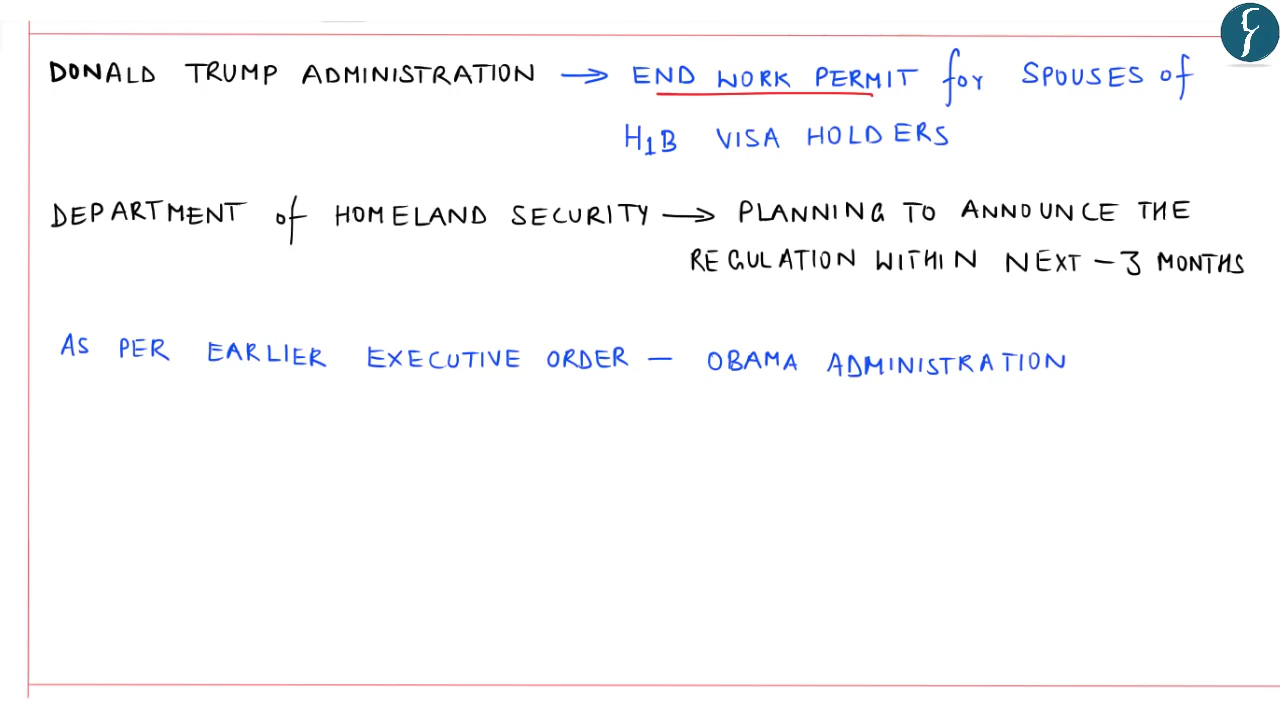 DONALD TRUMP ADMINISTRATION → END WORK PERMIT for SPOUSES of
H1B VISA HOLDERS
DEPARTMENT of HOMELAND SECURITY → PLANNING TO ANNOUNCE THE
REGULATION WITHIN NEXT - 3 MONTHS
AS PER EARLIER EXECUTIVE ORDER - OBAMA ADMINISTRATION